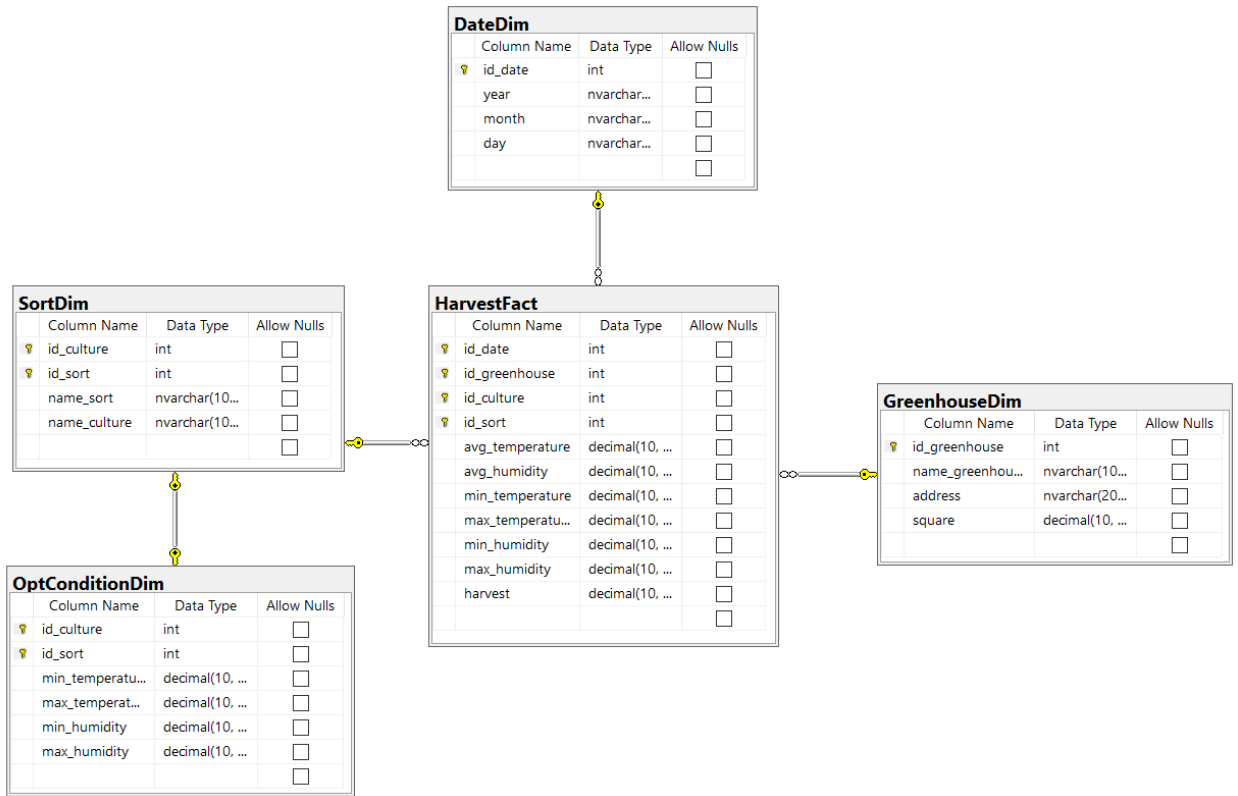 DateDim
Column Name Data Type Allow Nulls
id_date int
year nvarchar...
month nvarchar...
day nvarchar...
SortDim
Column Name Data Type Allow Nulls
id_culture int
id_sort int
name_sort nvarchar(10...
name_culture nvarchar(10...
HarvestFact
Column Name Data Type Allow Nulls
id_date int
id_greenhouse int
id_culture int
id_sort int
avg_temperature decimal(10, ...
avg_humidity decimal(10, ...
min_temperature decimal(10, ...
max_temperatu... decimal(10, ...
min_humidity decimal(10, ...
max_humidity decimal(10, ...
harvest decimal(10, ...
GreenhouseDim
Column Name Data Type Allow Nulls
id_greenhouse int
name_greenhou... nvarchar(10...
address nvarchar(20...
square decimal(10, ...
OptConditionDim
Column Name Data Type Allow Nulls
id_culture int
id_sort int
min_temperatu... decimal(10, ...
max_temperat... decimal(10, ...
min_humidity decimal(10, ...
max_humidity decimal(10, ...